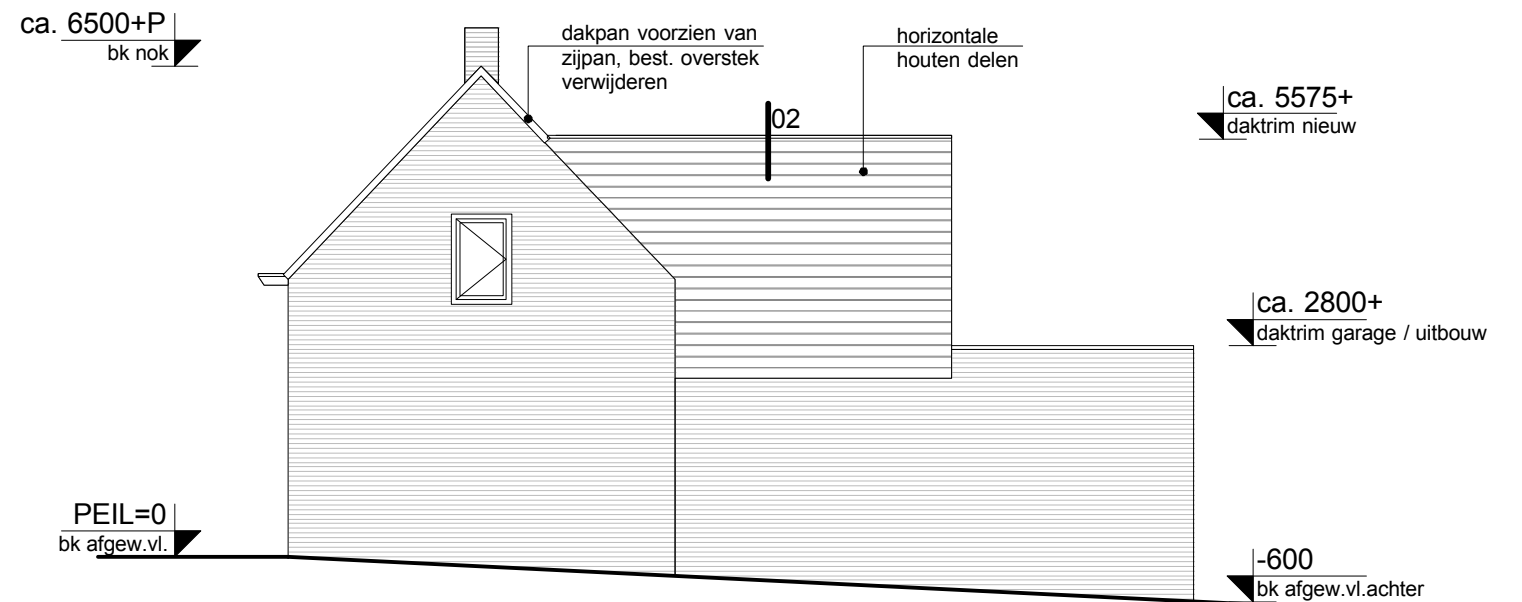 ca. 6500+P
bk nok
dakpan voorzien van
zijpan, best. overstek
verwijderen
horizontale
houten delen
02
ca. 5575+
daktrim nieuw
ca. 2800+
daktrim garage / uitbouw
PEIL=0
bk afgew.vl.
-600
bk afgew.vl.achter